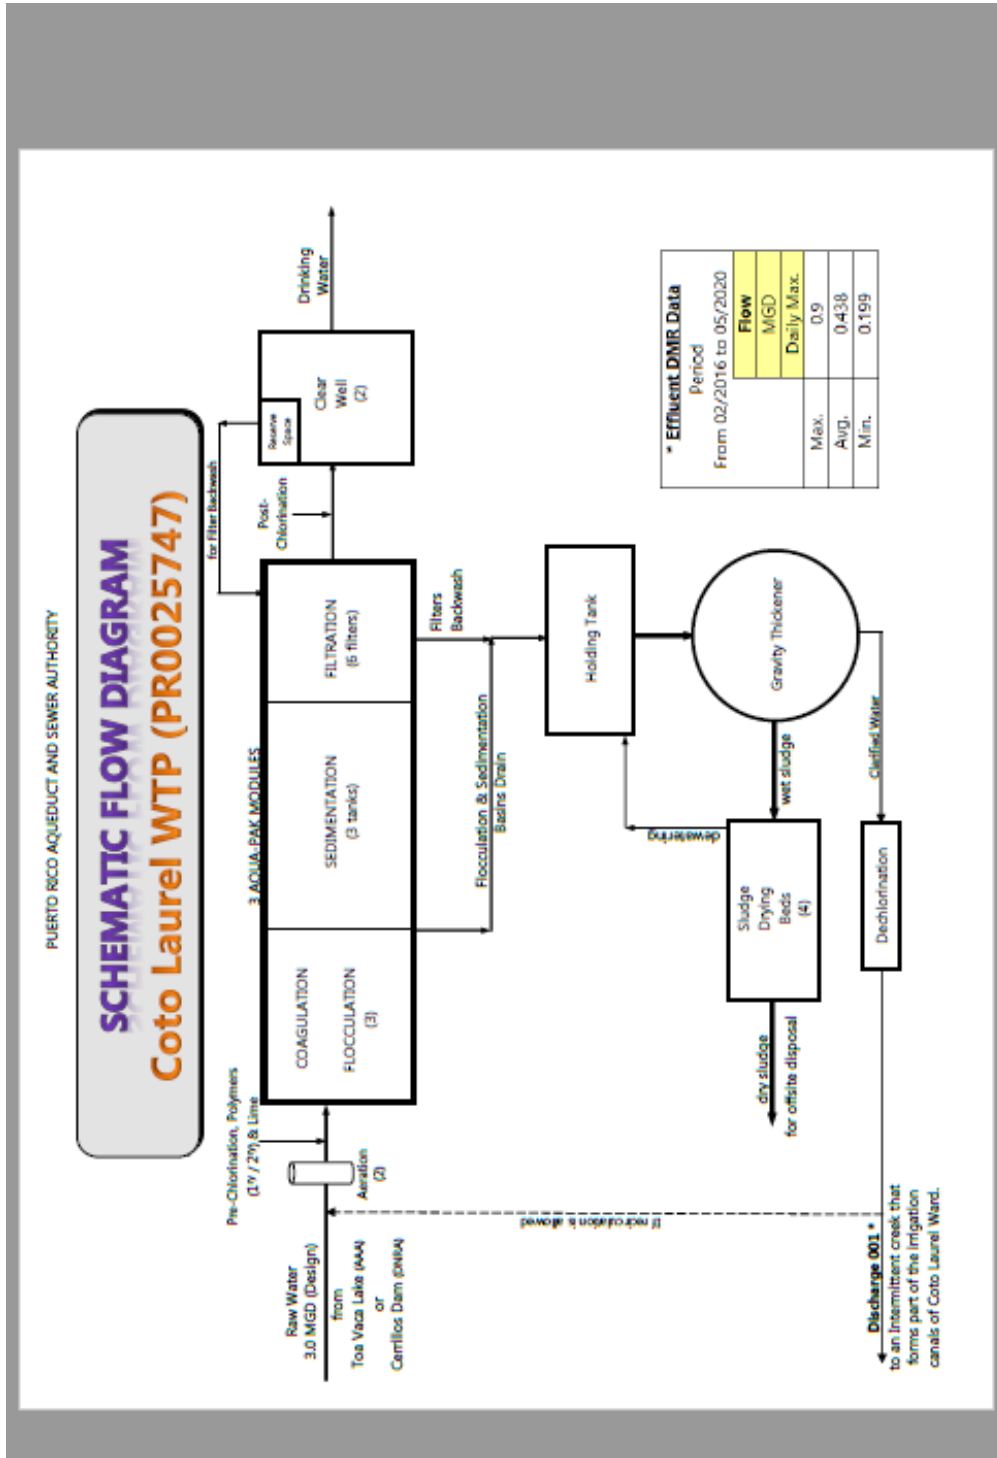 PUERTO RICO AQUEDUCT AND SEWER AUTHORITY
SCHEMATIC FLOW DIAGRAM
Coto Laurel WTP (PR0025747)
Raw Water
3.0 MGD (Design)
from
Toa Vaca Lake (AAA)
or
Cerrillos Dam (DNRA)
Pre-Chlorination, Polymers
(1ry / 2ry) & Lime
Aeration
(2)
3 AQUA-PAK MODULES
COAGULATION
FLOCCULATION
(3)
SEDIMENTATION
(3 tanks)
FILTRATION
(6 filters)
for Filter Backwash
Post-
Chlorination
Reserve
Space
Clear
Well
(2)
Drinking
Water
Flocculation & Sedimentation
Basins Drain
Filters
Backwash
Holding Tank
Gravity Thickener
wet sludge
dewatering
Sludge
Drying
Beds
(4)
dry sludge
for offsite disposal
Clarified Water
Dechlorination
If recirculation is allowed.
Discharge 001 *
to an Intermittent creek that
forms part of the irrigation
canals of Coto Laurel Ward.
* Effluent DMR Data
Period
From 02/2016 to 05/2020
Flow
MGD
Daily Max.
Max. 0.9
Avg. 0.438
Min. 0.199